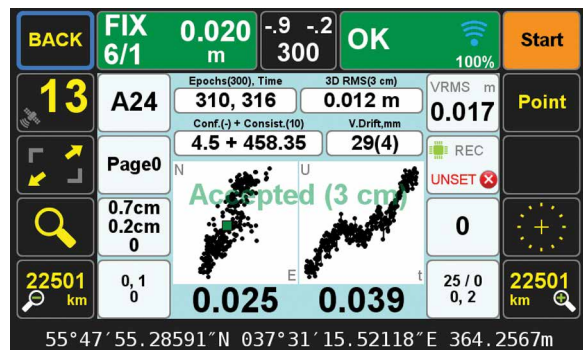 BACK
FIX 0.020
6/1 m
-.9 -.2
300
OK
100%
Start
13
A24
Epochs(300), Time
310, 316
3D RMS(3 cm)
0.012 m
VRMS m
0.017
Point
Conf.(-) + Consist.(10)
4.5 + 458.35
V.Drift,mm
29(4)
Page0
REC
UNSET
N
U
Accepted (3 cm)
0.7cm
0.2cm
0
0
E
t
22501
km
0, 1
0
0.025
0.039
25 / 0
0, 2
22501
km
55°47′55.28591″N 037°31′15.52118″E 364.2567m